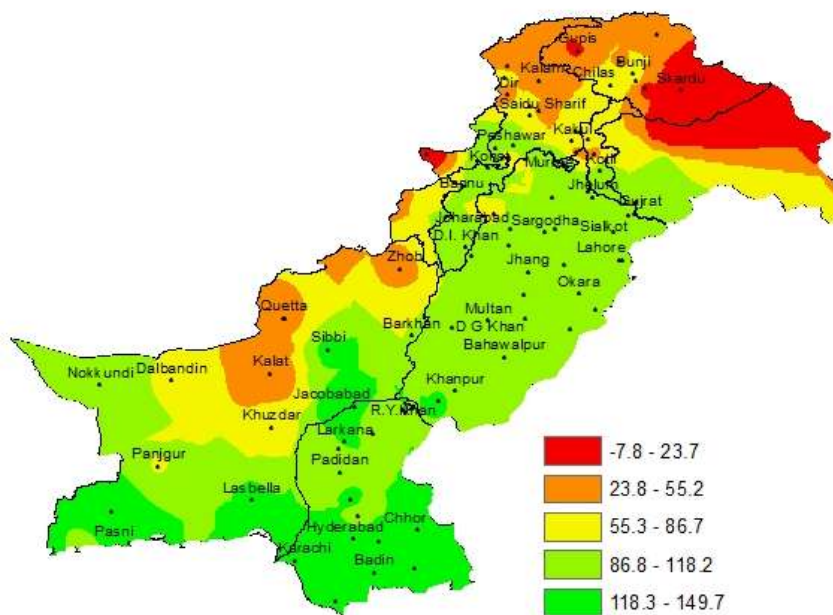 Gupis
Bunji
Kalam
Chilas
Skardu
Dir
Saidu Sharif
Kakul
Peshawar
Kohat
Murree
Kotli
Bannu
Jhelum
Gujrat
Joharabad
Sargodha
Sialkot
D.I. Khan
Lahore
Zhob
Jhang
Okara
Quetta
Multan
Barkhan
D G Khan
Sibbi
Bahawalpur
Kalat
Dalbandin
Nokkundi
Khanpur
Jacobabad
R.Y.Khan
Khuzdar
Larkana
Panjgur
Padidan
Lasbella
Pasni
Hyderabad
Chhor
Karachi
Badin
-7.8 - 23.7
23.8 - 55.2
55.3 - 86.7
86.8 - 118.2
118.3 - 149.7